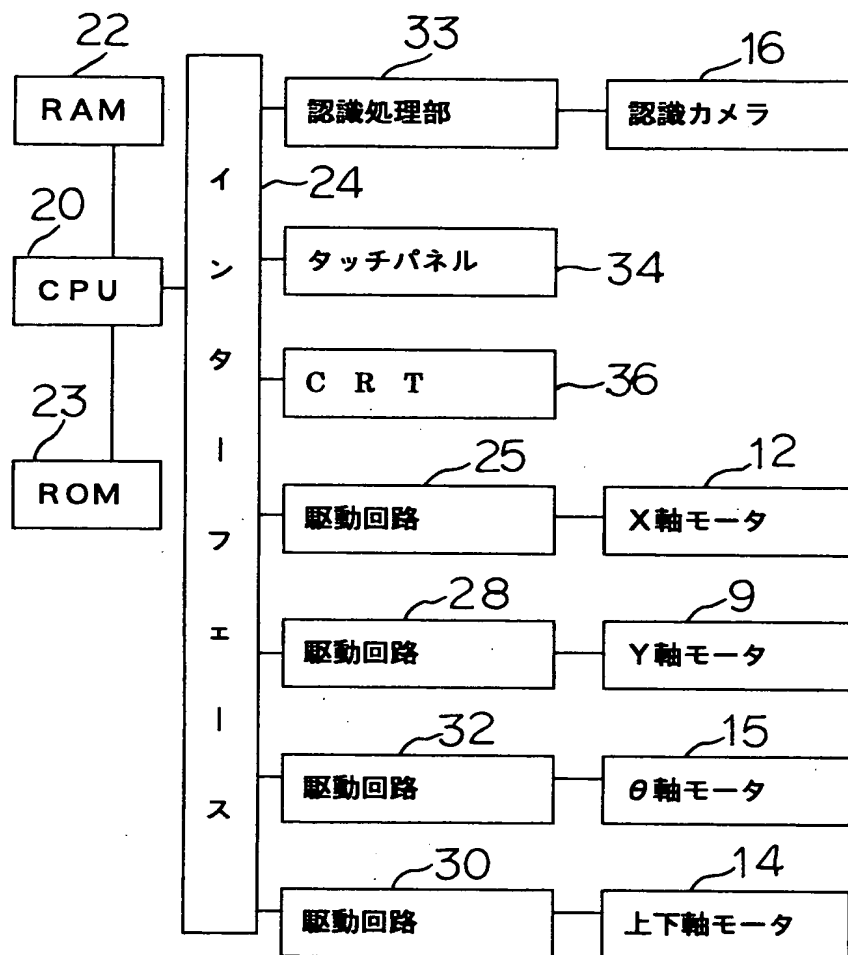 22
RAM
20
CPU
23
ROM
インターフェース
24
33
認識処理部
16
認識カメラ
タッチパネル
34
CRT
36
25
駆動回路
12
X軸モータ
28
駆動回路
9
Y軸モータ
32
駆動回路
15
θ軸モータ
30
駆動回路
14
上下軸モータ